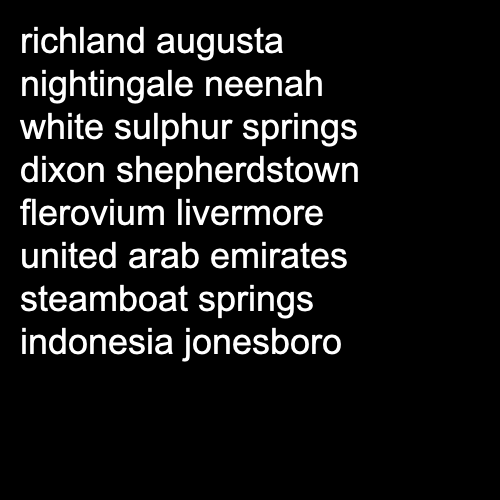 richland augusta
nightingale neenah
white sulphur springs
dixon shepherdstown
flerovium livermore
united arab emirates
steamboat springs
indonesia jonesboro